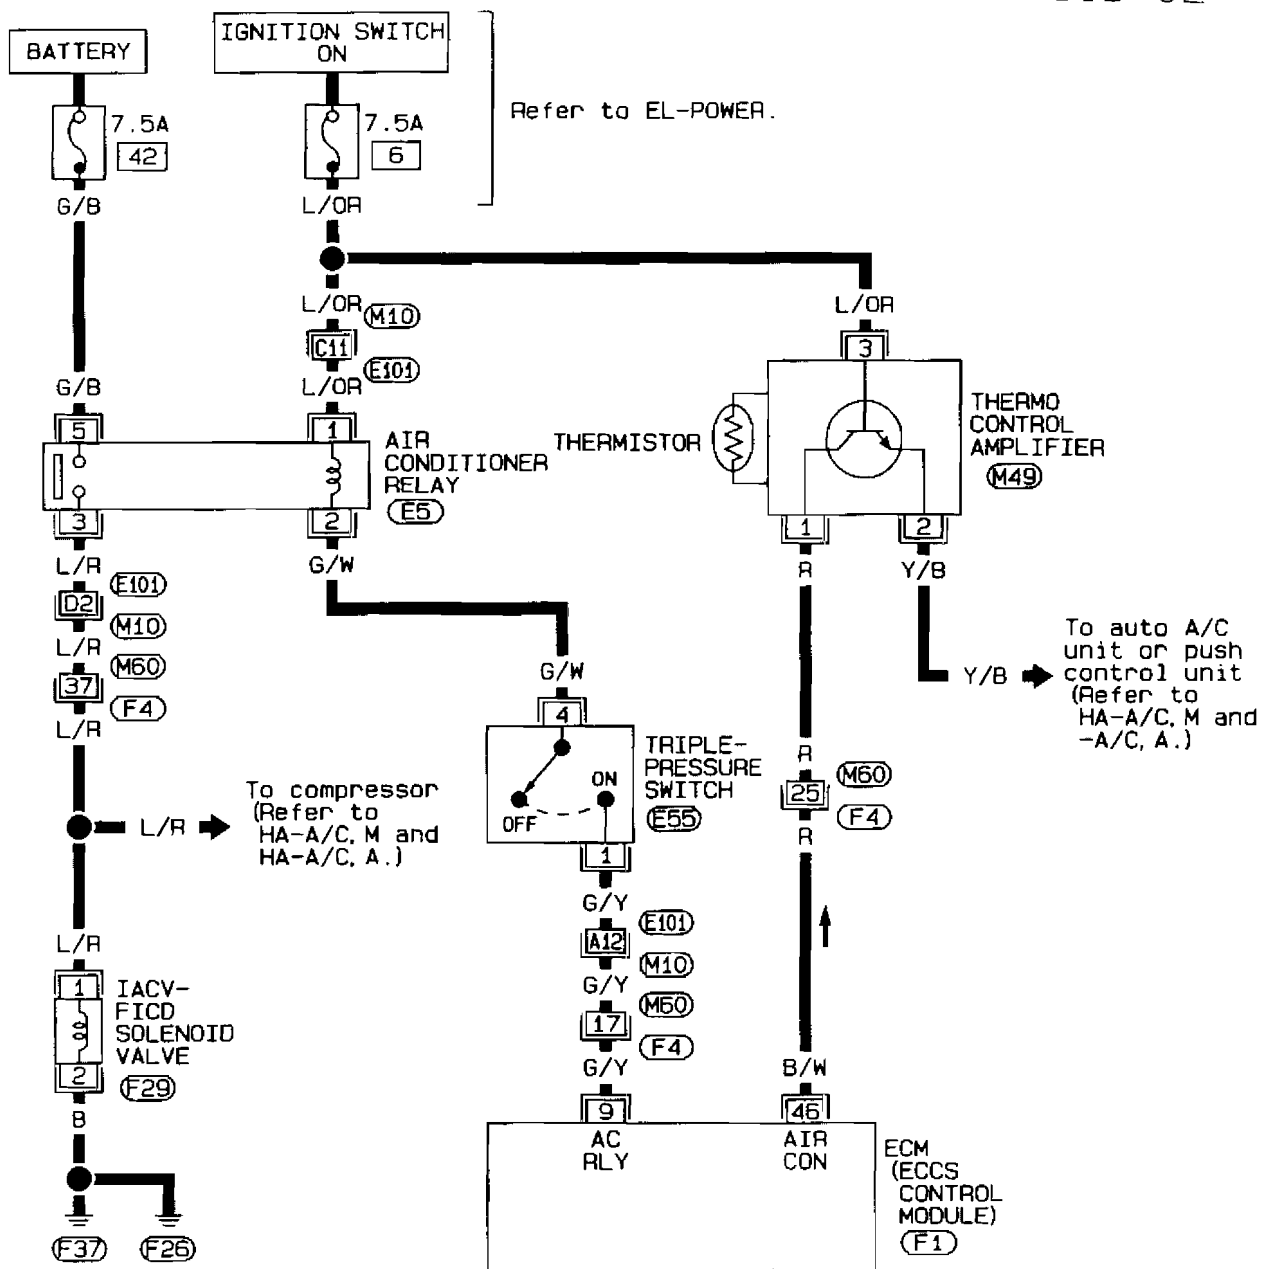 BATTERY
IGNITION SWITCH
ON
7.5A
42
7.5A
6
Refer to EL-POWER.
G/B
L/OR
L/OR
M10
C11
E101
L/OR
L/OR
3
G/B
5
1
AIR
CONDITIONER
RELAY
E5
3
2
THERMISTOR
THERMO
CONTROL
AMPLIFIER
M49
1
2
L/R
E101
D2
M10
L/R
M60
37
F4
L/R
G/W
G/W
R
Y/B
Y/B
To auto A/C
unit or push
control unit
(Refer to
HA-A/C, M and
-A/C, A.)
4
TRIPLE-
PRESSURE
SWITCH
E55
ON
OFF
1
R
M60
25
F4
R
L/R
To compressor
(Refer to
HA-A/C, M and
HA-A/C, A.)
G/Y
E101
A12
M10
G/Y
M60
17
F4
G/Y
B/W
L/R
1
IACV-
FICD
SOLENOID
VALVE
F29
2
B
9
46
AC
RLY
AIR
CON
ECM
(ECCS
CONTROL
MODULE)
F1
F37
F26